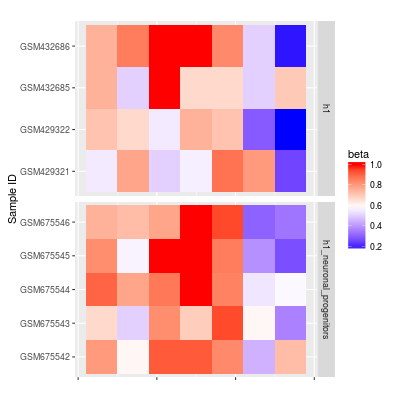 Sample ID
GSM432686
GSM432685
GSM429322
GSM429321
h1
GSM675546
GSM675545
GSM675544
GSM675543
GSM675542
h1_neuronal_progenitors
beta
1.0
0.8
0.6
0.4
0.2